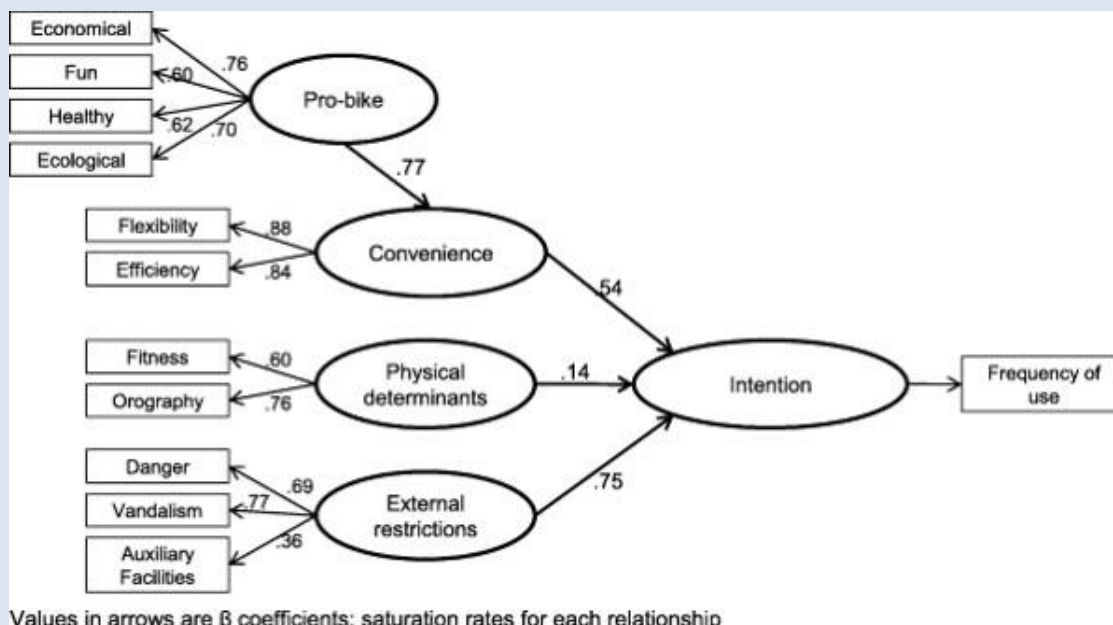 Economical
Fun
Healthy
Ecological
.76
.60
.62
.70
Pro-bike
.77
Flexibility
Efficiency
.88
.84
Convenience
.54
Fitness
Orography
.60
.76
Physical
determinants
.14
Intention
Frequency of
use
Danger
Vandalism
Auxiliary
Facilities
.69
.77
.36
External
restrictions
.75
Values in arrows are β coefficients: saturation rates for each relationship